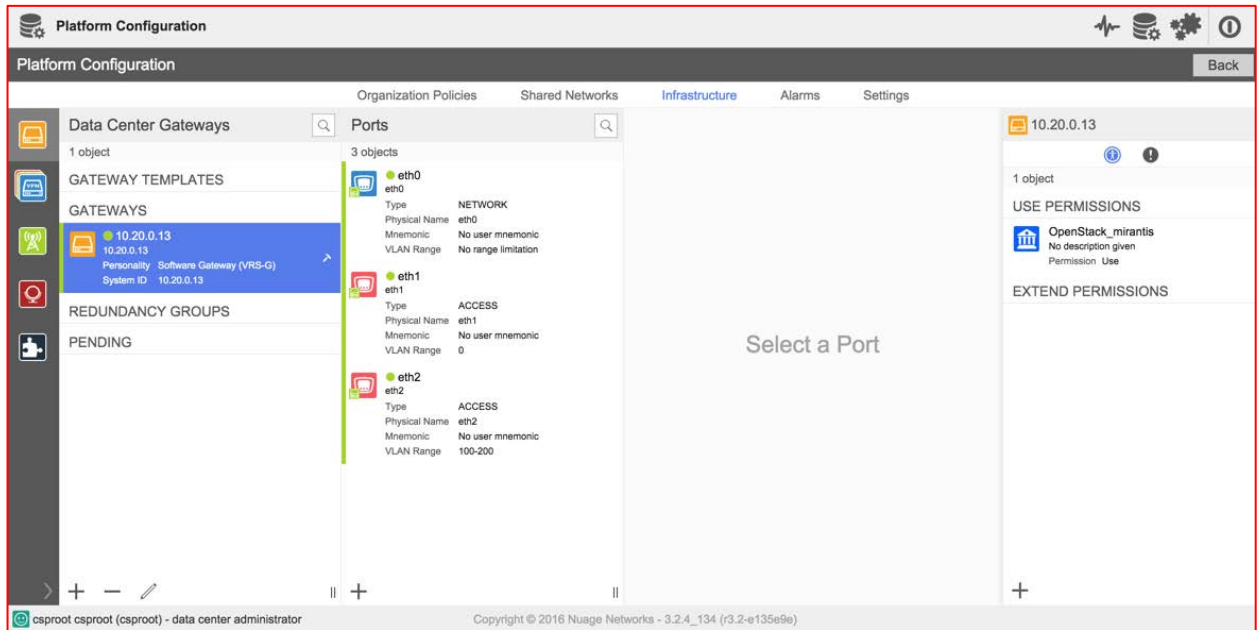 Platform Configuration
Platform Configuration
Back
Organization Policies Shared Networks Infrastructure Alarms Settings
Data Center Gateways
1 object
GATEWAY TEMPLATES
GATEWAYS
10.20.0.13
10.20.0.13
Personality Software Gateway (VRS-G)
System ID 10.20.0.13
REDUNDANCY GROUPS
PENDING
VPN
Ports
3 objects
eth0
eth0
Type NETWORK
Physical Name eth0
Mnemonic No user mnemonic
VLAN Range No range limitation
eth1
eth1
Type ACCESS
Physical Name eth1
Mnemonic No user mnemonic
VLAN Range 0
eth2
eth2
Type ACCESS
Physical Name eth2
Mnemonic No user mnemonic
VLAN Range 100-200
Select a Port
10.20.0.13
1 object
USE PERMISSIONS
OpenStack_mirantis
No description given
Permission Use
EXTEND PERMISSIONS
csproot csproot (csproot) - data center administrator
Copyright © 2016 Nuage Networks - 3.2.4_134 (r3.2-e135e9e)